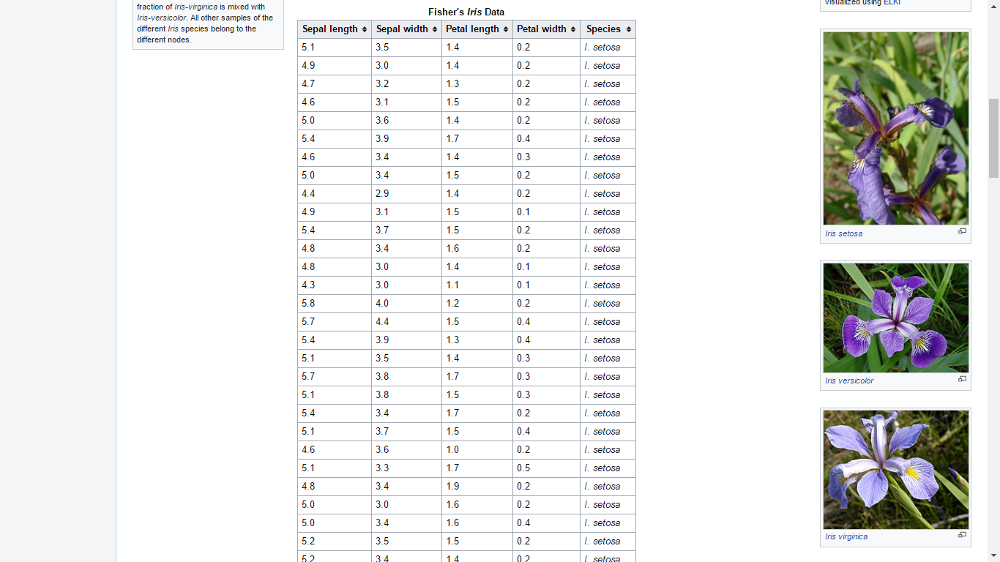 fraction of Iris-virginica is mixed with
Iris-versicolor. All other samples of the
different Iris species belong to the
different nodes.
Fisher's Iris Data
Sepal length Sepal width Petal length Petal width Species
5.1 3.5 1.4 0.2 I. setosa
4.9 3.0 1.4 0.2 I. setosa
4.7 3.2 1.3 0.2 I. setosa
4.6 3.1 1.5 0.2 I. setosa
5.0 3.6 1.4 0.2 I. setosa
5.4 3.9 1.7 0.4 I. setosa
4.6 3.4 1.4 0.3 I. setosa
5.0 3.4 1.5 0.2 I. setosa
4.4 2.9 1.4 0.2 I. setosa
4.9 3.1 1.5 0.1 I. setosa
5.4 3.7 1.5 0.2 I. setosa
4.8 3.4 1.6 0.2 I. setosa
4.8 3.0 1.4 0.1 I. setosa
4.3 3.0 1.1 0.1 I. setosa
5.8 4.0 1.2 0.2 I. setosa
5.7 4.4 1.5 0.4 I. setosa
5.4 3.9 1.3 0.4 I. setosa
5.1 3.5 1.4 0.3 I. setosa
5.7 3.8 1.7 0.3 I. setosa
5.1 3.8 1.5 0.3 I. setosa
5.4 3.4 1.7 0.2 I. setosa
5.1 3.7 1.5 0.4 I. setosa
4.6 3.6 1.0 0.2 I. setosa
5.1 3.3 1.7 0.5 I. setosa
4.8 3.4 1.9 0.2 I. setosa
5.0 3.0 1.6 0.2 I. setosa
5.0 3.4 1.6 0.4 I. setosa
5.2 3.5 1.5 0.2 I. setosa
5.2 3.4 1.4 0.2 I. setosa
visualized using ELKI
Iris setosa
Iris versicolor
Iris virginica